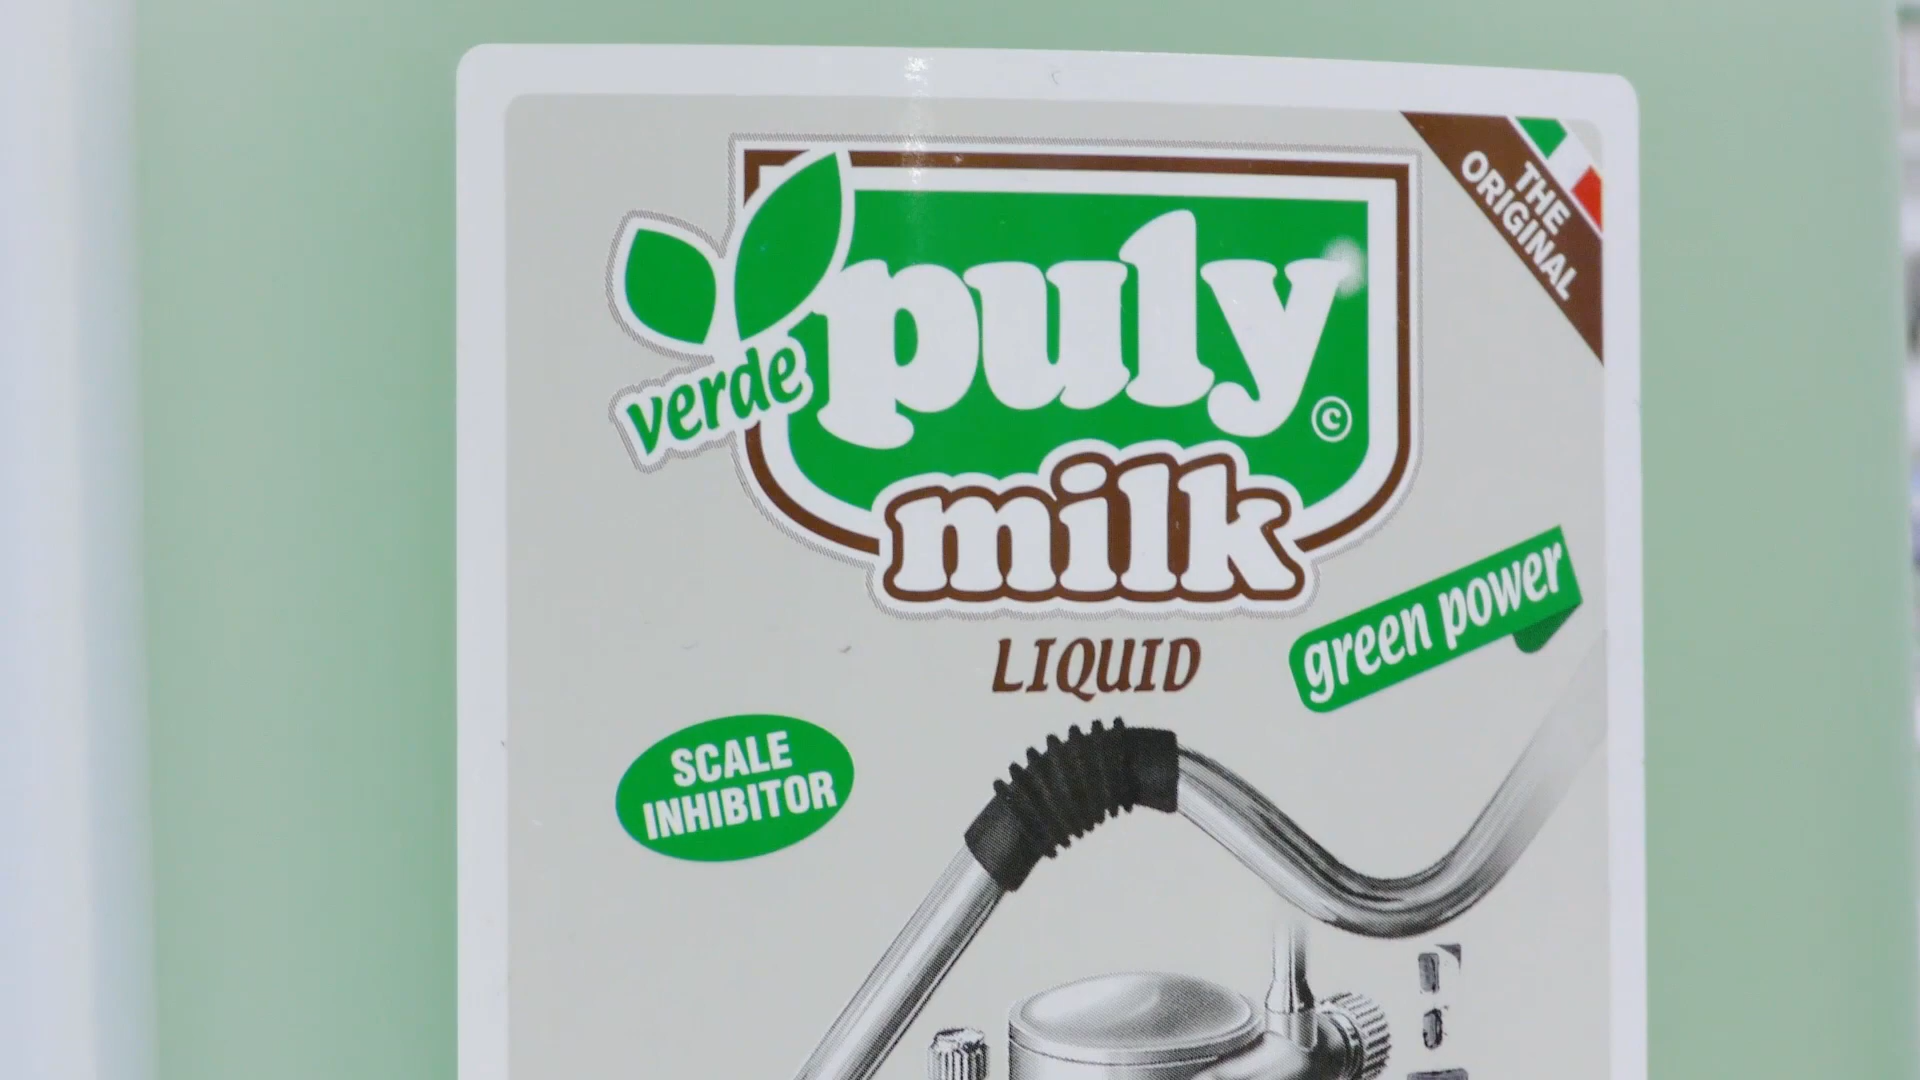 THE
ORIGINAL
puly
verde
©
milk
LIQUID
green power
SCALE
INHIBITOR